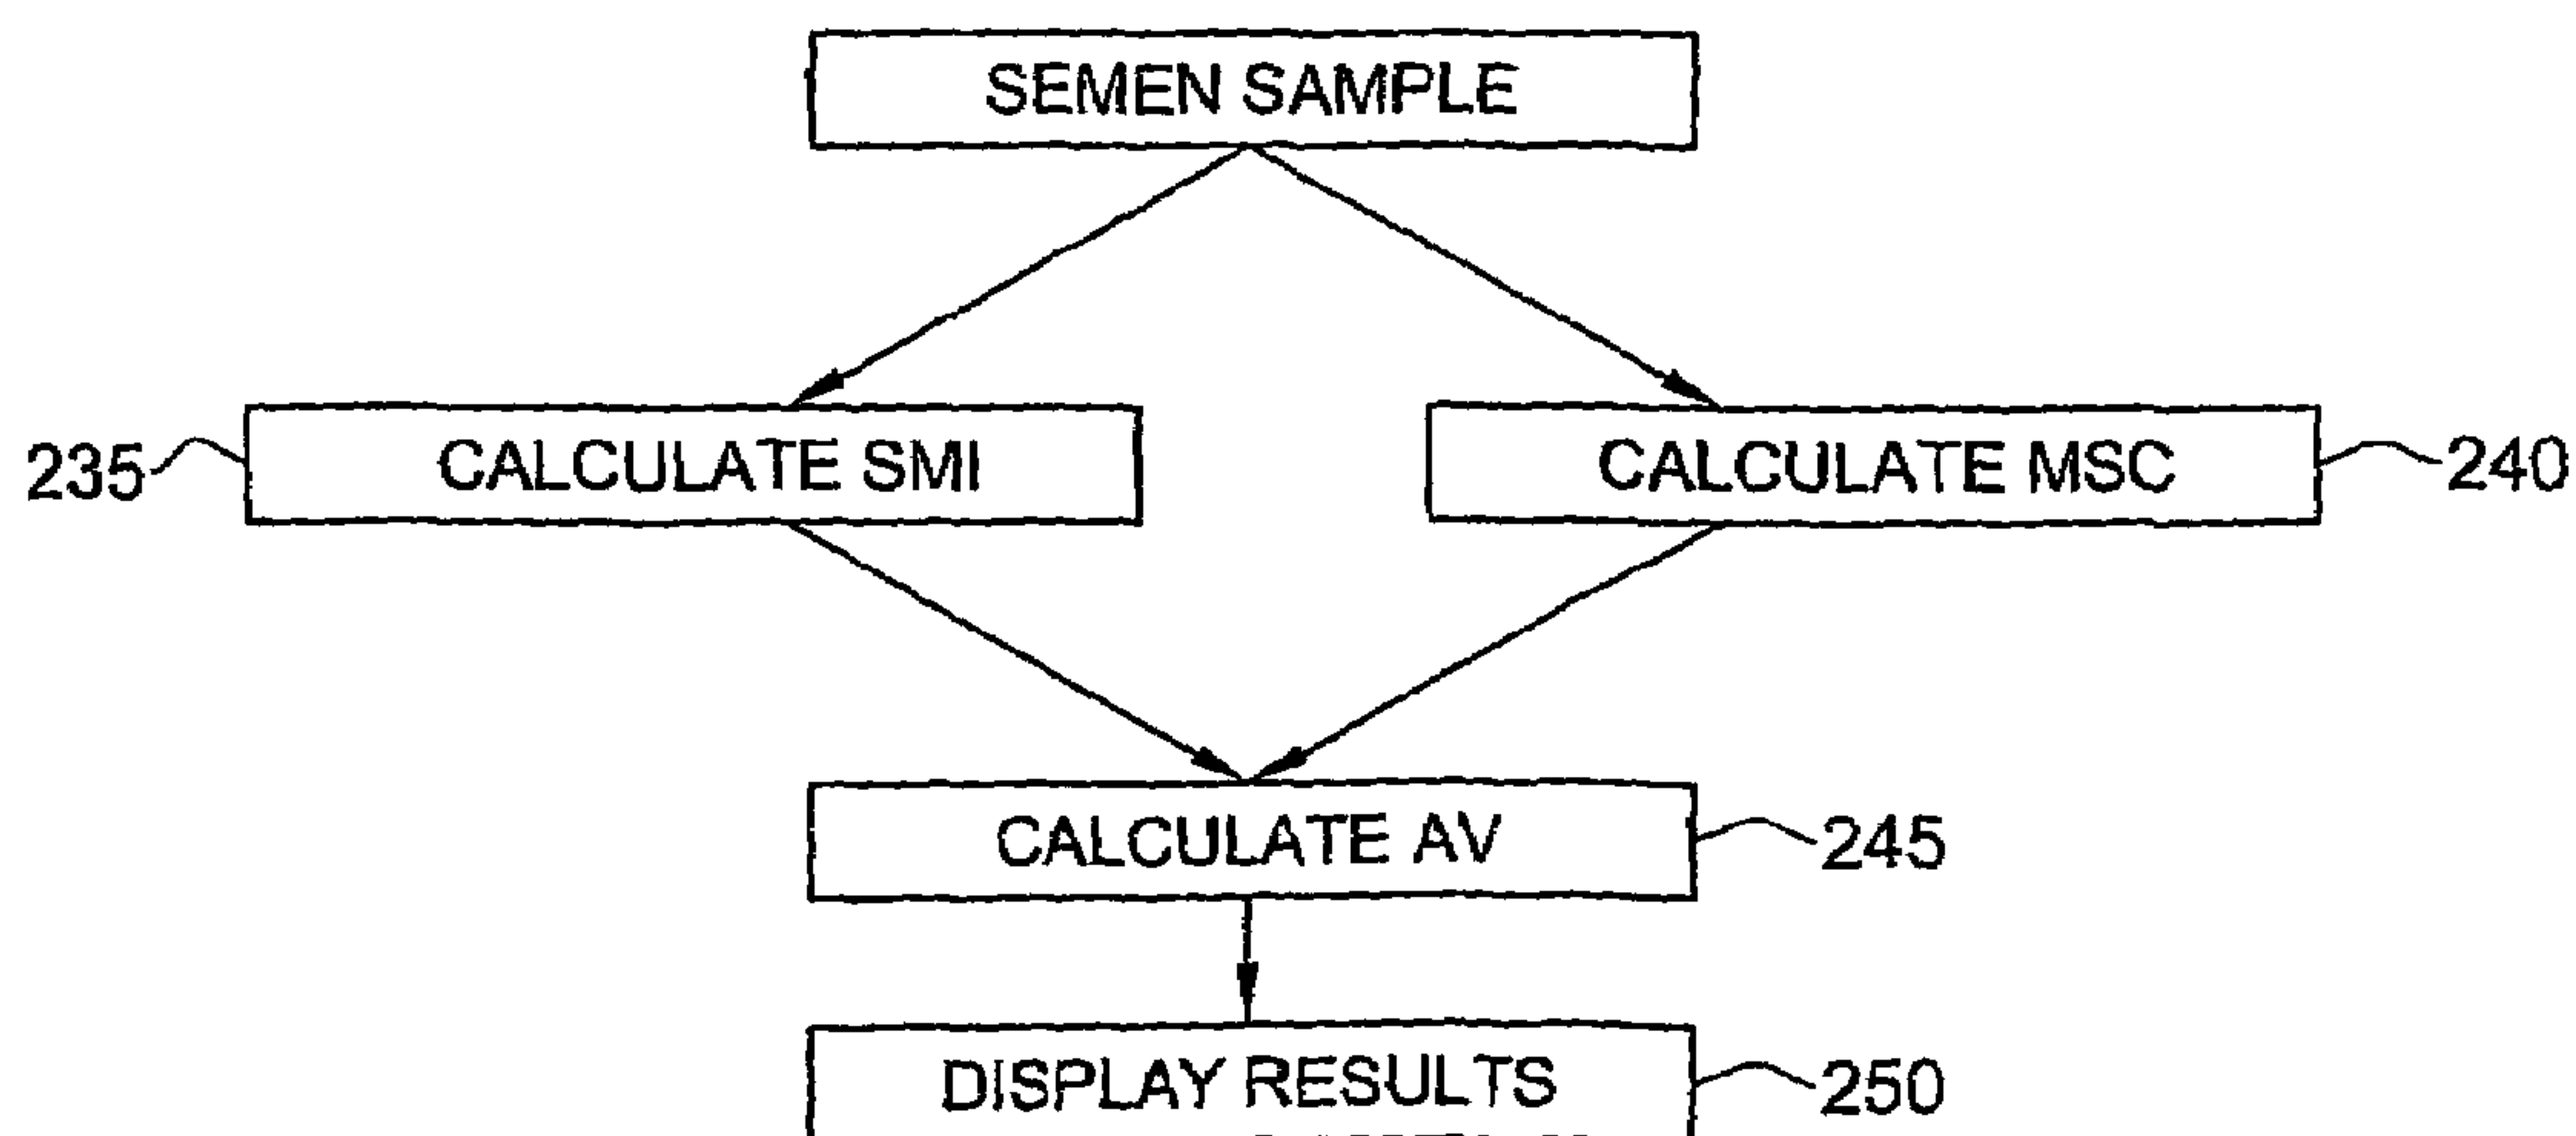 SEMEN SAMPLE
235
CALCULATE SMI
CALCULATE MSC
240
CALCULATE AV
245
DISPLAY RESULTS
250